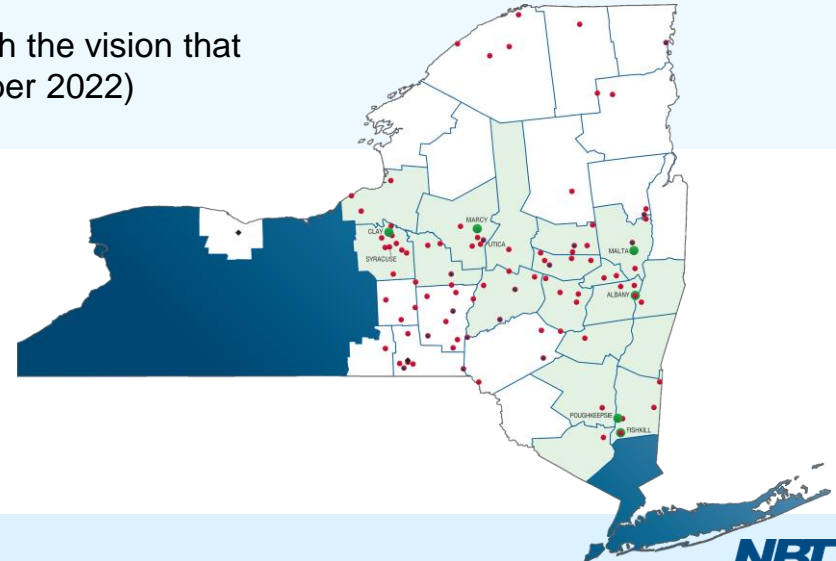 h the vision that
ber 2022)
MARCY
CLAY
UTICA
SYRACUSE
MALTA
ALBANY
POUGHKEEPSIE
FISHKILL
NBT